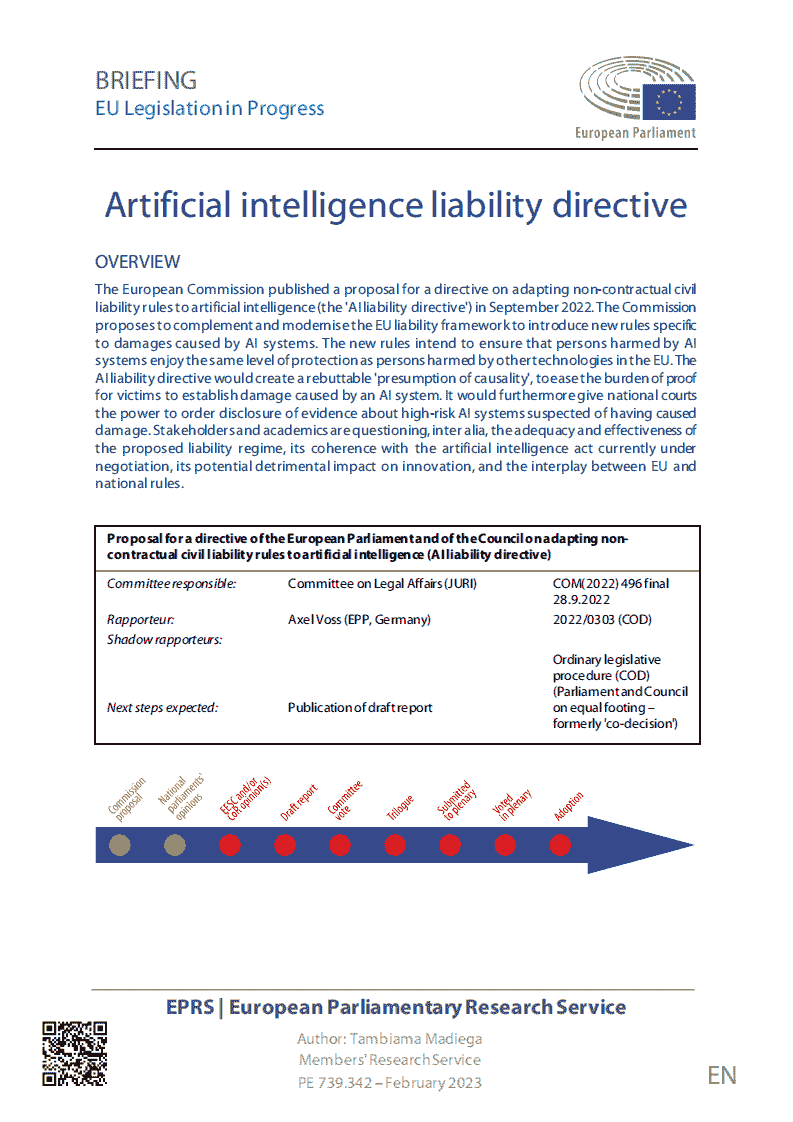 BRIEFING
EU Legislation in Progress
European Parliament
Artificial intelligence liability directive
OVERVIEW
The European Commission published a proposal for a directive on adapting non-contractual civil
liability rules to artificial intelligence (the 'AI liability directive') in September 2022. The Commission
proposes to complement and modernise the EU liability framework to introduce new rules specific
to damages caused by AI systems. The new rules intend to ensure that persons harmed by AI
systems enjoy the same level of protection as persons harmed by other technologies in the EU. The
AI liability directive would create a rebuttable 'presumption of causality', to ease the burden of proof
for victims to establish damage caused by an AI system. It would furthermore give national courts
the power to order disclosure of evidence about high-risk AI systems suspected of having caused
damage. Stakeholders and academics are questioning, inter alia, the adequacy and effectiveness of
the proposed liability regime, its coherence with the artificial intelligence act currently under
negotiation, its potential detrimental impact on innovation, and the interplay between EU and
national rules.
Proposal for a directive of the European Parliament and of the Council on adapting non-
contractual civil liability rules to artificial intelligence (AI liability directive)
Committee responsible: Committee on Legal Affairs (JURI) COM(2022) 496 final
28.9.2022
Rapporteur: Axel Voss (EPP, Germany) 2022/0303 (COD)
Shadow rapporteurs:
Ordinary legislative
procedure (COD)
(Parliament and Council
Next steps expected: Publication of draft report on equal footing –
formerly 'co-decision')
Commission
proposal
National
parliaments'
opinions
EESC and/or
CoR opinion(s)
Draft report
Committee
vote
Trilogue
Submitted
to plenary
Voted
in plenary
Adoption
EPRS | European Parliamentary Research Service
Author: Tambiama Madiega
Members' Research Service
PE 739.342 – February 2023
EN